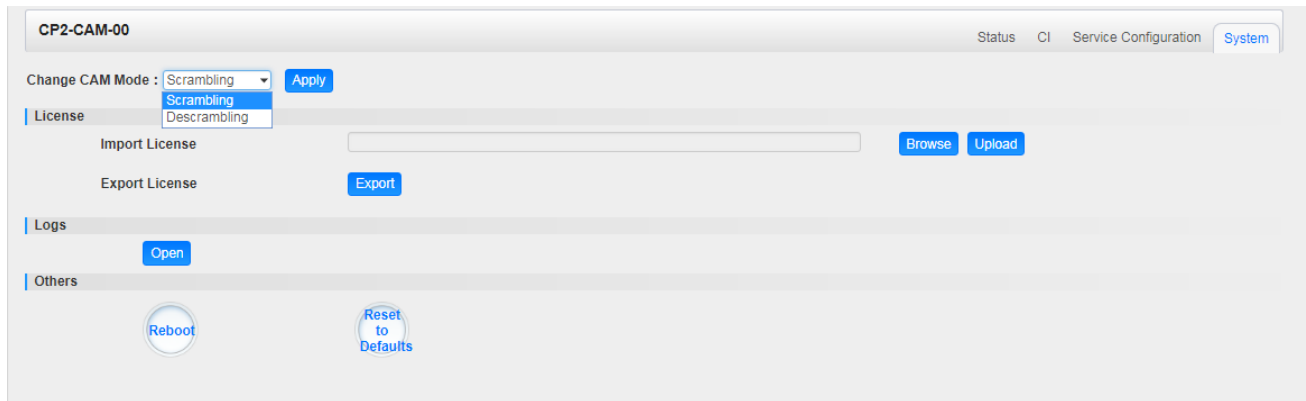 CP2-CAM-00
Status CI Service Configuration System
Change CAM Mode : Scrambling Apply
Scrambling
Descrambling
License
Import License Browse Upload
Export License Export
Logs
Open
Others
Reboot
Reset
to
Defaults